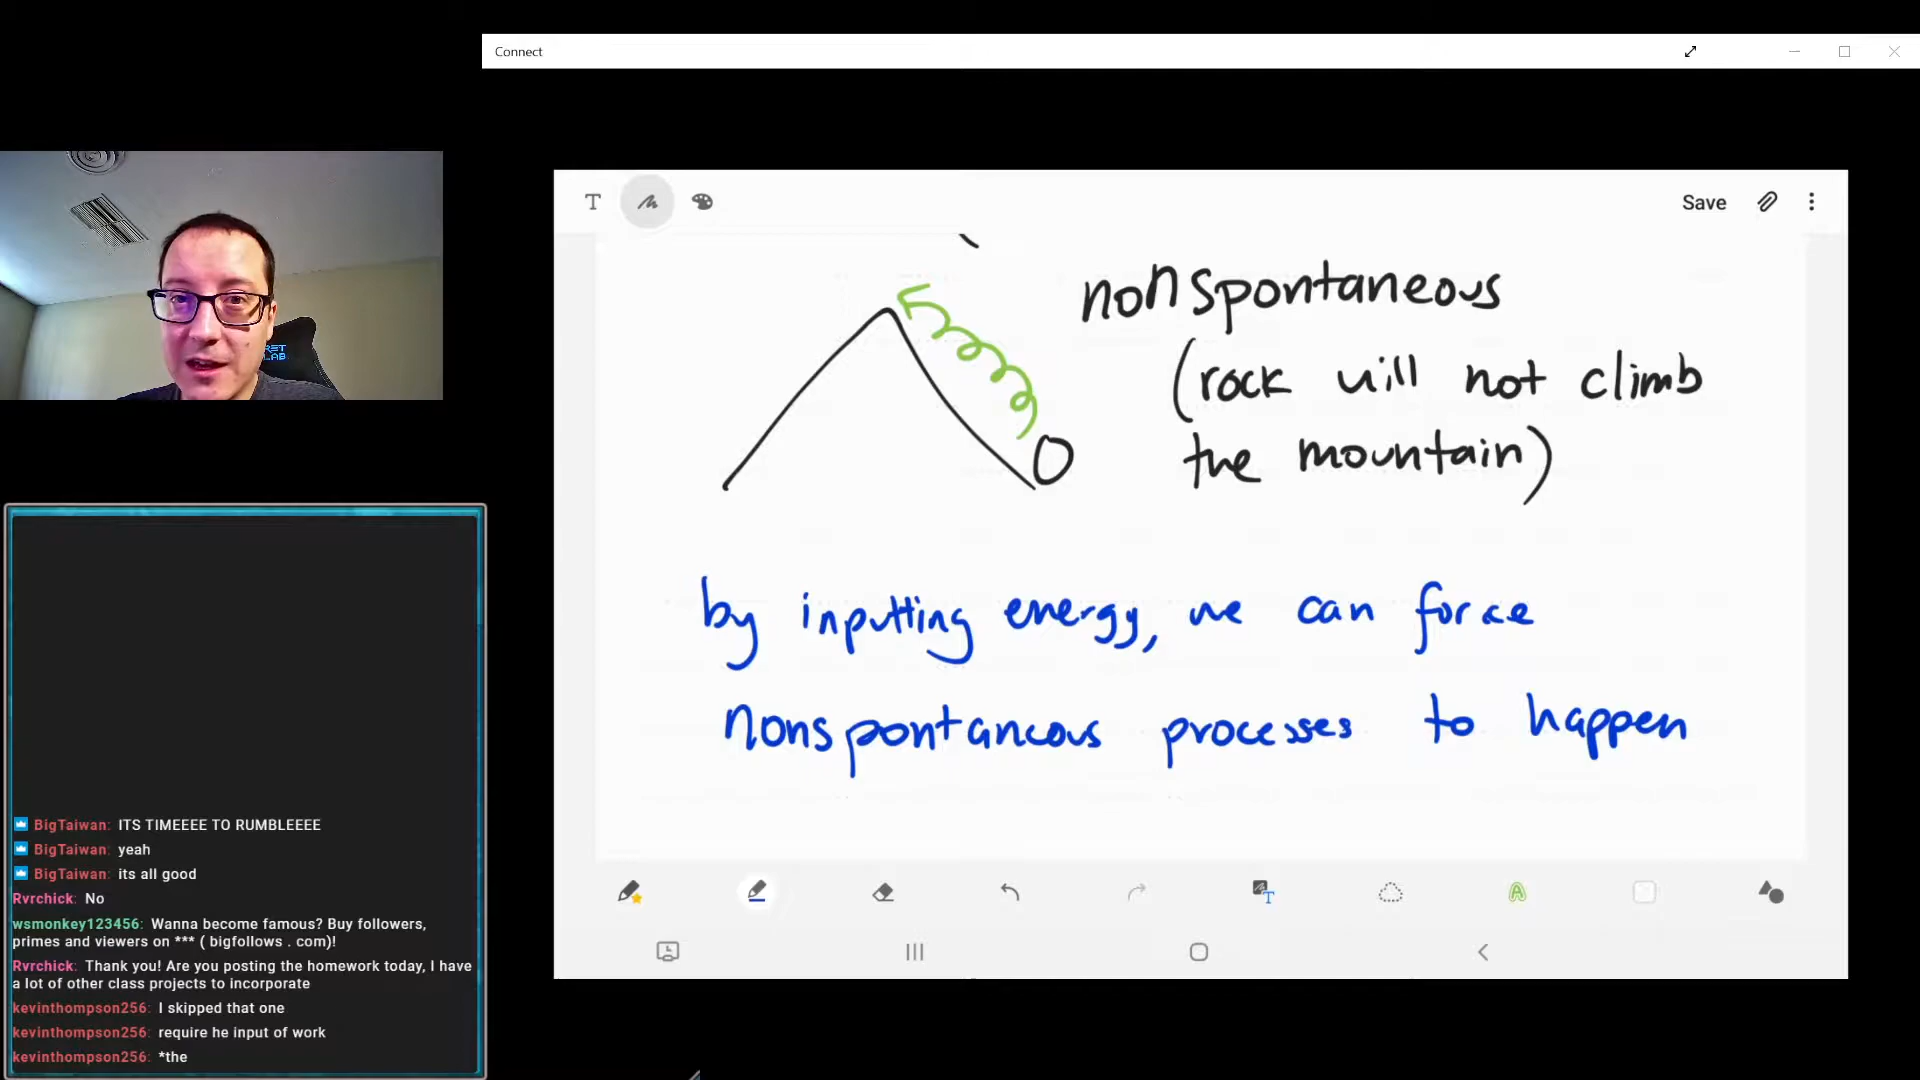 Connect
T
Save
nonspontaneous
(rock will not climb
the mountain)
by inputting energy, we can force
nonspontaneous processes to happen
T
A
RET
LAB
BigTaiwan: ITS TIMEEEE TO RUMBLEEEE
BigTaiwan: yeah
BigTaiwan: its all good
Rvrchick: No
wsmonkey123456: Wanna become famous? Buy followers,
primes and viewers on *** ( bigfollows . com)!
Rvrchick: Thank you! Are you posting the homework today, I have
a lot of other class projects to incorporate
kevinthompson256: I skipped that one
kevinthompson256: require he input of work
kevinthompson256: *the